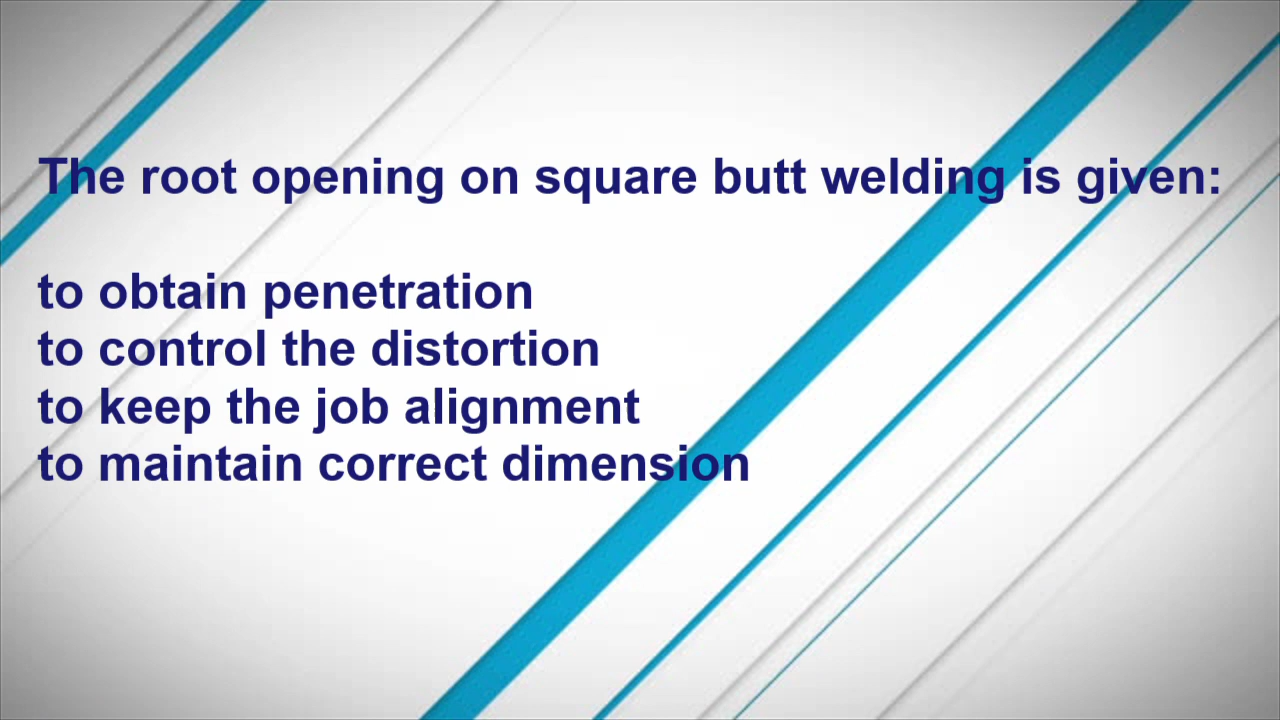 The root opening on square butt welding is given:
to obtain penetration
to control the distortion
to keep the job alignment
to maintain correct dimension